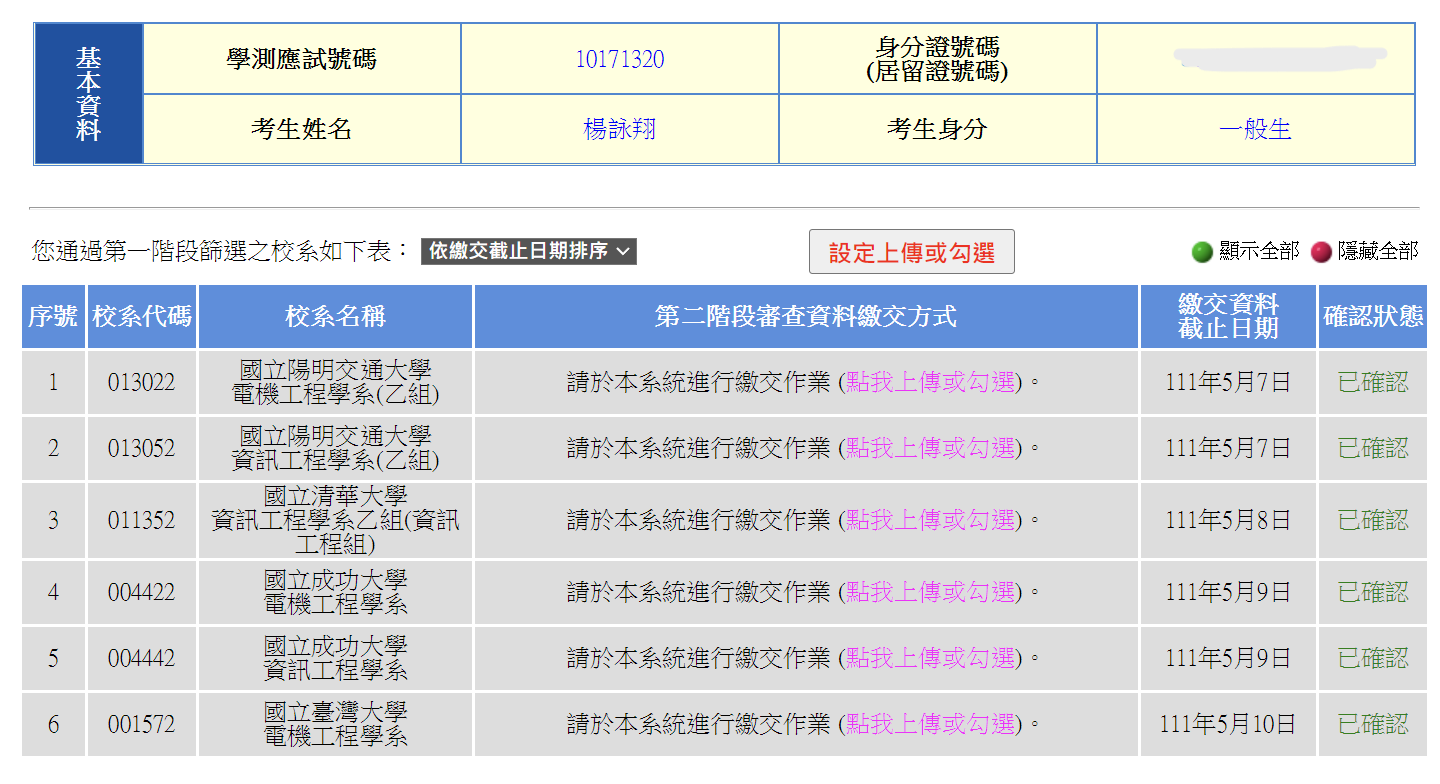 基本資料
學測應試號碼
10171320
身分證號碼
(居留證號碼)
考生姓名
楊詠翔
考生身分
一般生
您通過第一階段篩選之校系如下表： 依繳交截止日期排序 設定上傳或勾選 顯示全部 隱藏全部
序號 校系代碼 校系名稱 第二階段審查資料繳交方式 繳交資料
截止日期 確認狀態
1 013022 國立陽明交通大學
電機工程學系(乙組) 請於本系統進行繳交作業 (點我上傳或勾選)。 111年5月7日 已確認
2 013052 國立陽明交通大學
資訊工程學系(乙組) 請於本系統進行繳交作業 (點我上傳或勾選)。 111年5月7日 已確認
3 011352 國立清華大學
資訊工程學系乙組(資訊
工程組) 請於本系統進行繳交作業 (點我上傳或勾選)。 111年5月8日 已確認
4 004422 國立成功大學
電機工程學系 請於本系統進行繳交作業 (點我上傳或勾選)。 111年5月9日 已確認
5 004442 國立成功大學
資訊工程學系 請於本系統進行繳交作業 (點我上傳或勾選)。 111年5月9日 已確認
6 001572 國立臺灣大學
電機工程學系 請於本系統進行繳交作業 (點我上傳或勾選)。 111年5月10日 已確認